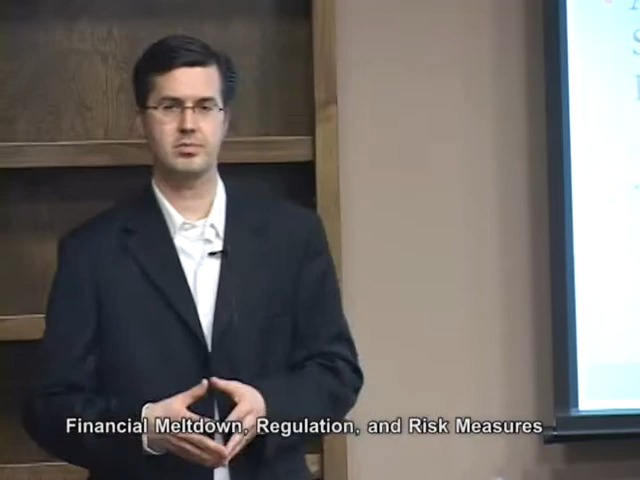 Financial Meltdown, Regulation, and Risk Measures